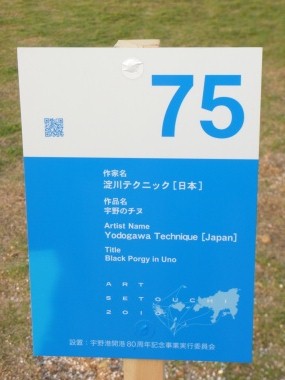 75
作家名
淀川テクニック［日本］
作品名
宇野のチヌ
Artist Name
Yodogawa Technique [Japan]
Title
Black Porgy in Uno
ART
SETOUCHI
設置：宇野港開港80周年記念事業実行委員会